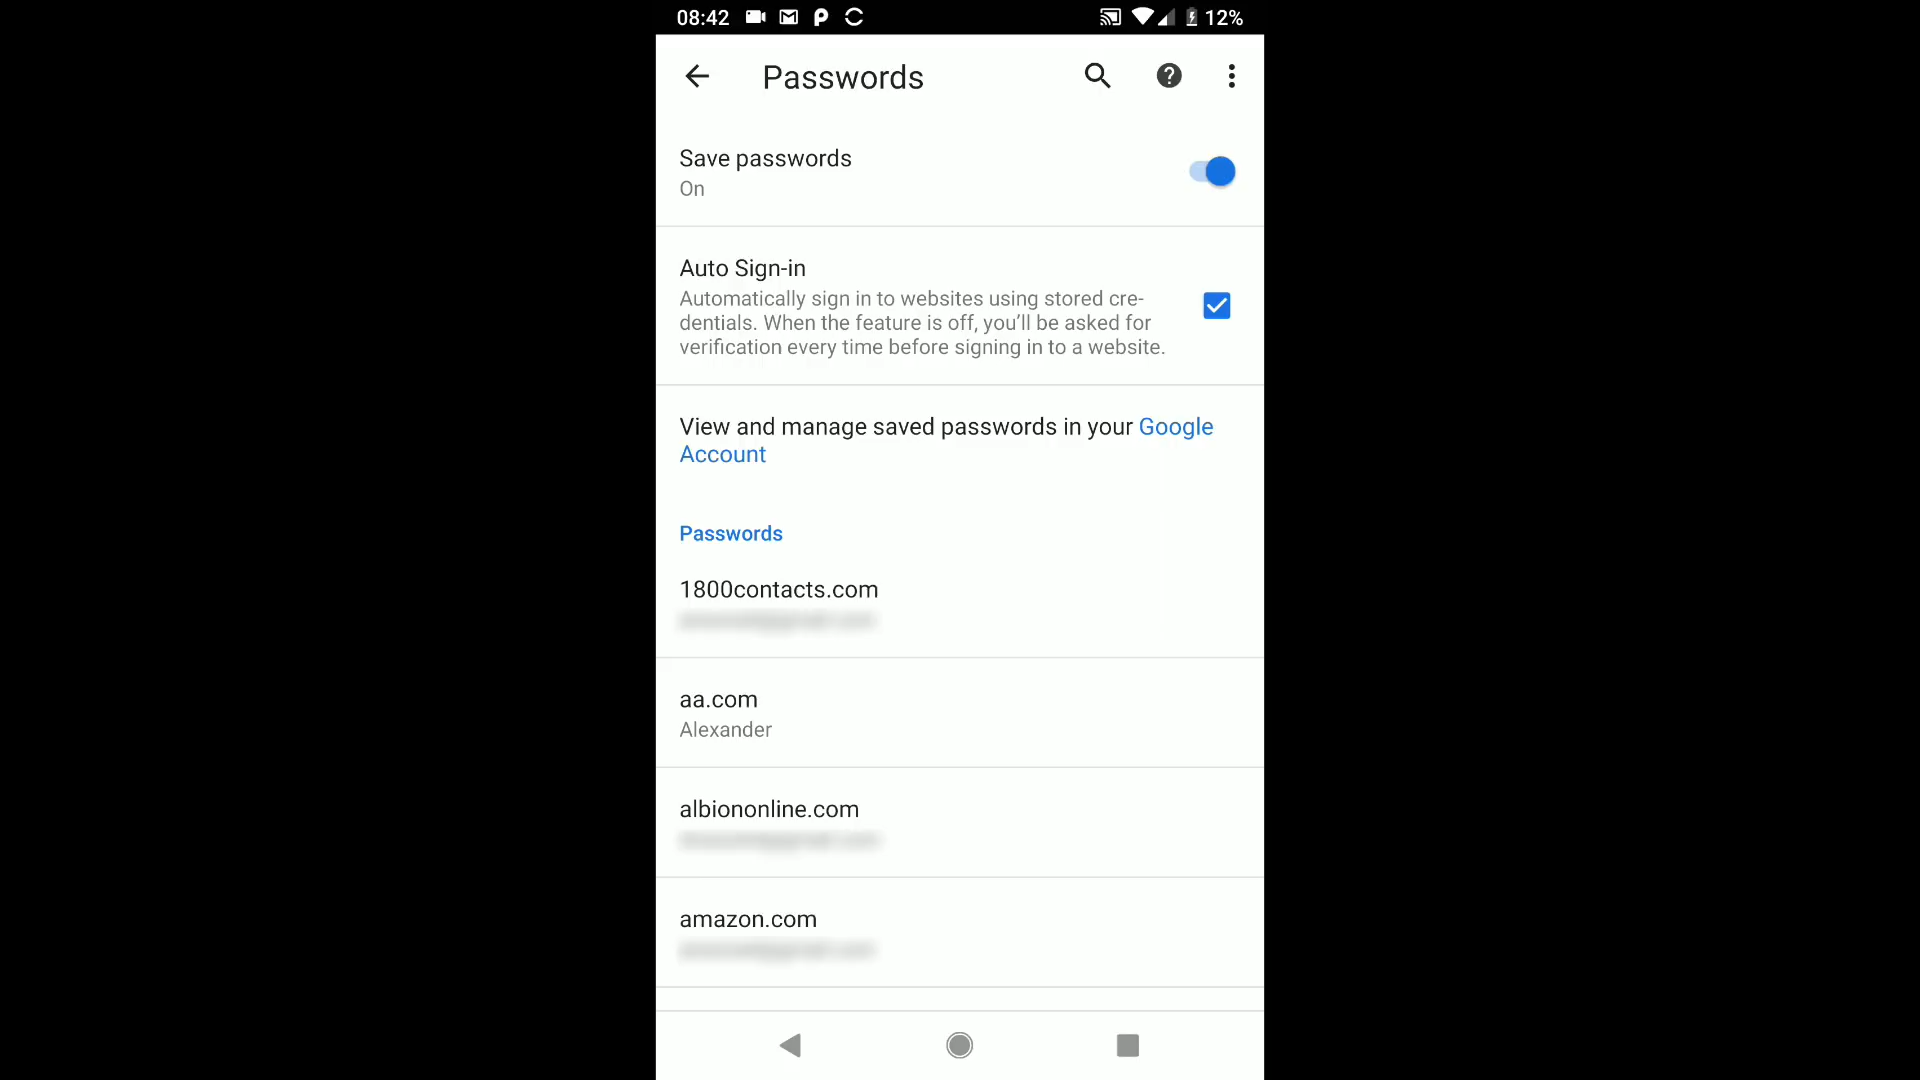 08:42
12%
Passwords
Save passwords
On
Auto Sign-in
Automatically sign in to websites using stored cre-
dentials. When the feature is off, you’ll be asked for
verification every time before signing in to a website.
View and manage saved passwords in your Google
Account
Passwords
1800contacts.com
aa.com
Alexander
albiononline.com
amazon.com